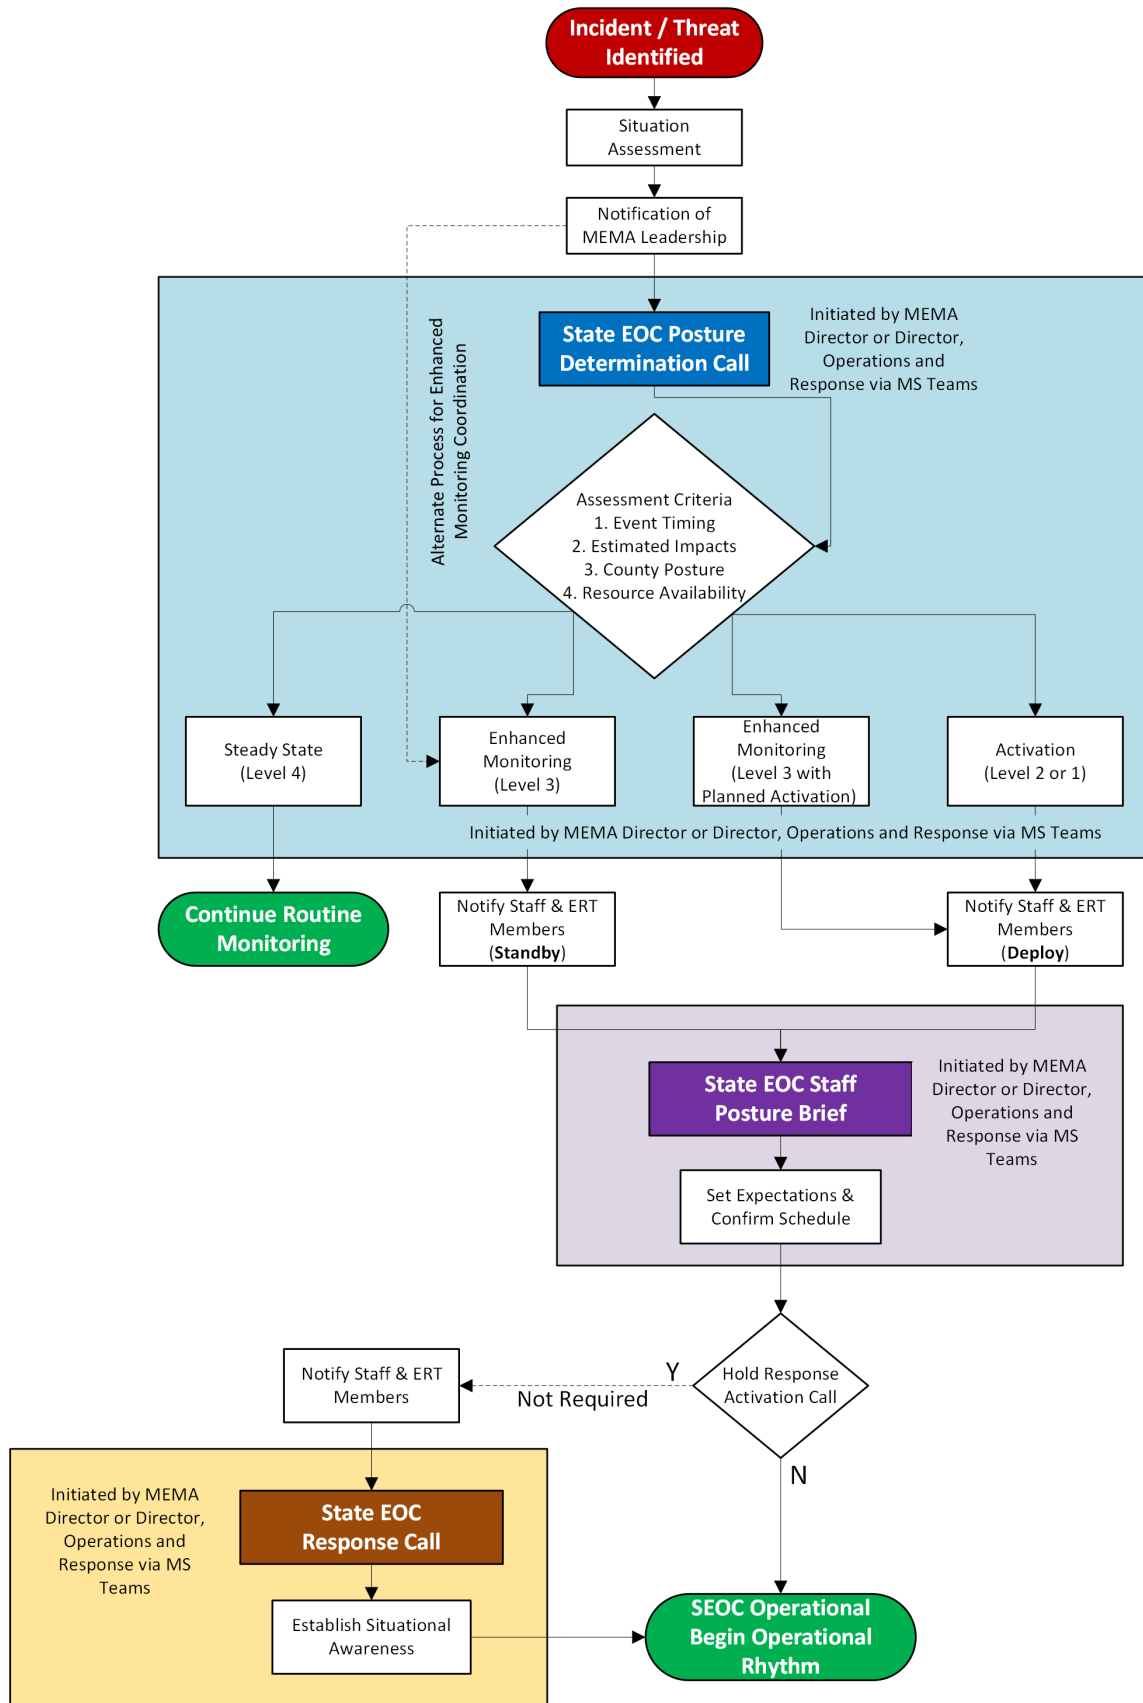 Incident / Threat
Identified
Situation
Assessment
Notification of
MEMA Leadership
State EOC Posture
Determination Call
Initiated by MEMA
Director or Director,
Operations and
Response via MS Teams
Alternate Process for Enhanced
Monitoring Coordination
Assessment Criteria
1. Event Timing
2. Estimated Impacts
3. County Posture
4. Resource Availability
Steady State
(Level 4)
Enhanced
Monitoring
(Level 3)
Enhanced
Monitoring
(Level 3 with
Planned Activation)
Activation
(Level 2 or 1)
Initiated by MEMA Director or Director, Operations and Response via MS Teams
Continue Routine
Monitoring
Notify Staff & ERT
Members
(Standby)
Notify Staff & ERT
Members
(Deploy)
State EOC Staff
Posture Brief
Initiated by MEMA
Director or Director,
Operations and
Response via MS
Teams
Set Expectations &
Confirm Schedule
Hold Response
Activation Call
Y
Not Required
N
Notify Staff & ERT
Members
Initiated by MEMA
Director or Director,
Operations and
Response via MS
Teams
State EOC
Response Call
Establish Situational
Awareness
SEOC Operational
Begin Operational
Rhythm